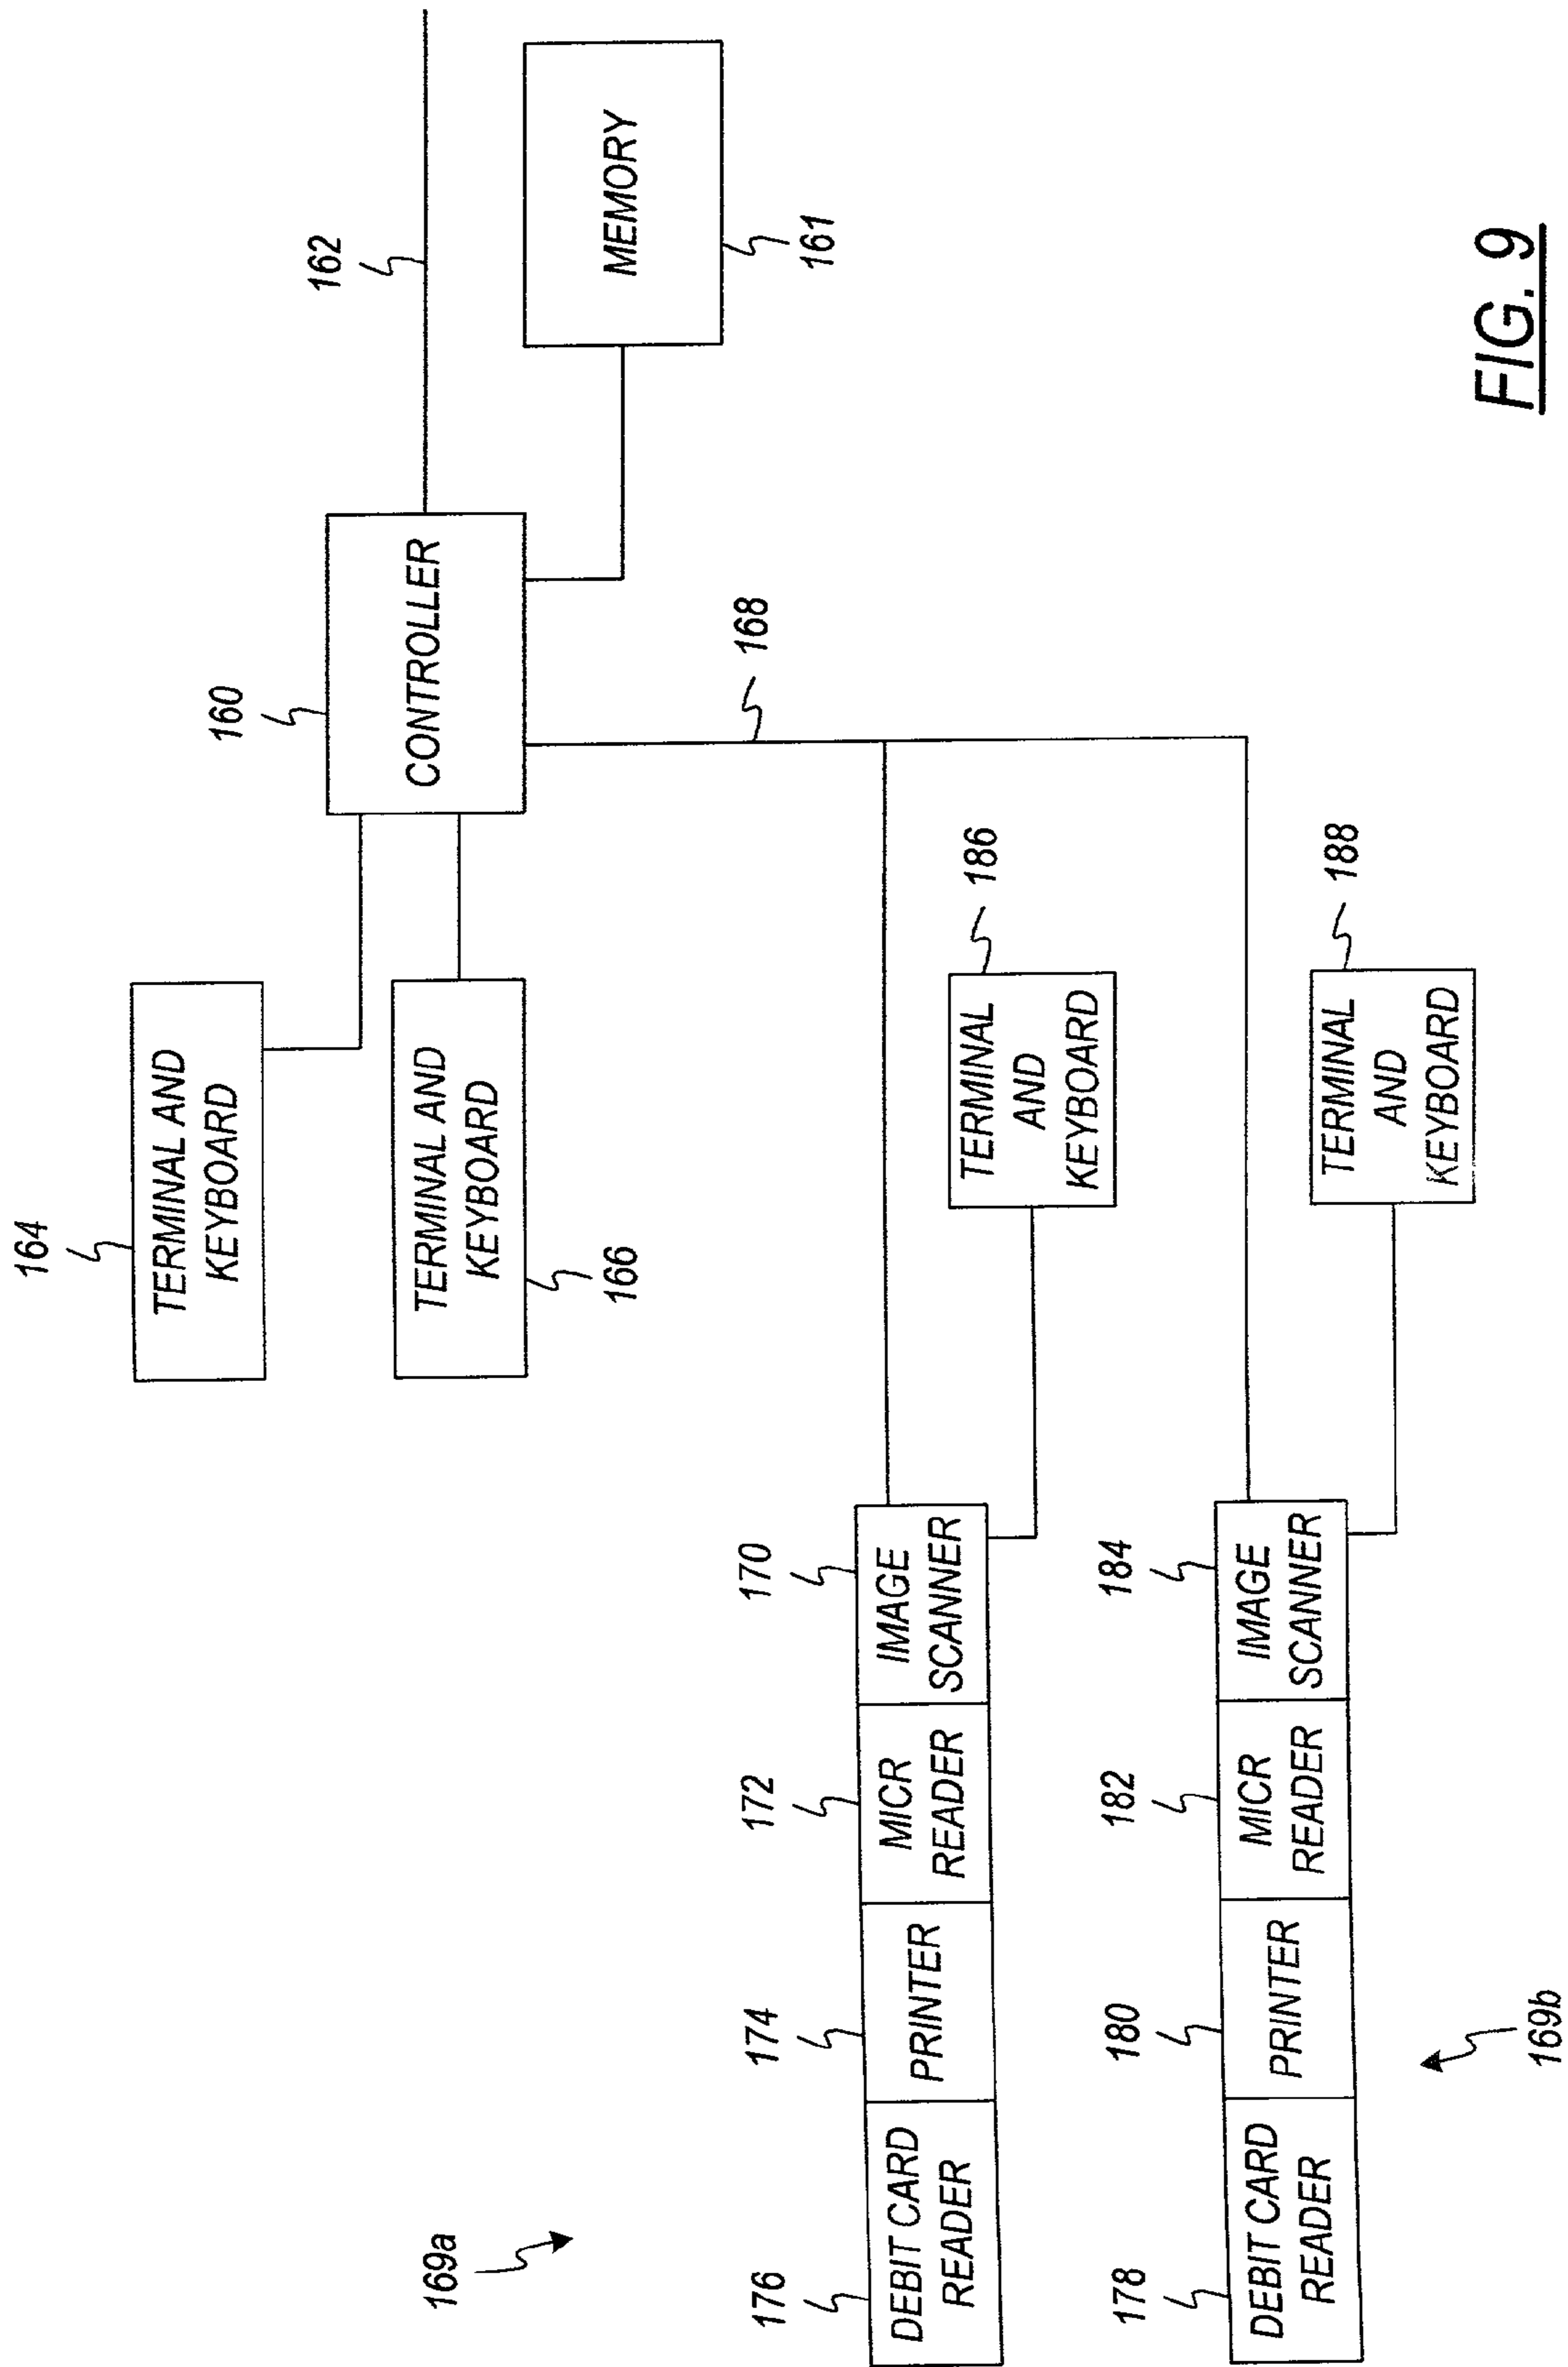 164
TERMINAL AND
KEYBOARD
TERMINAL AND
KEYBOARD
166
160
CONTROLLER
162
MEMORY
161
168
169a
176
DEBIT CARD
READER
174
PRINTER
172
MICR
READER
170
IMAGE
SCANNER
TERMINAL
AND
KEYBOARD
186
178
DEBIT CARD
READER
180
PRINTER
182
MICR
READER
184
IMAGE
SCANNER
TERMINAL
AND
KEYBOARD
188
169b
FIG. 9